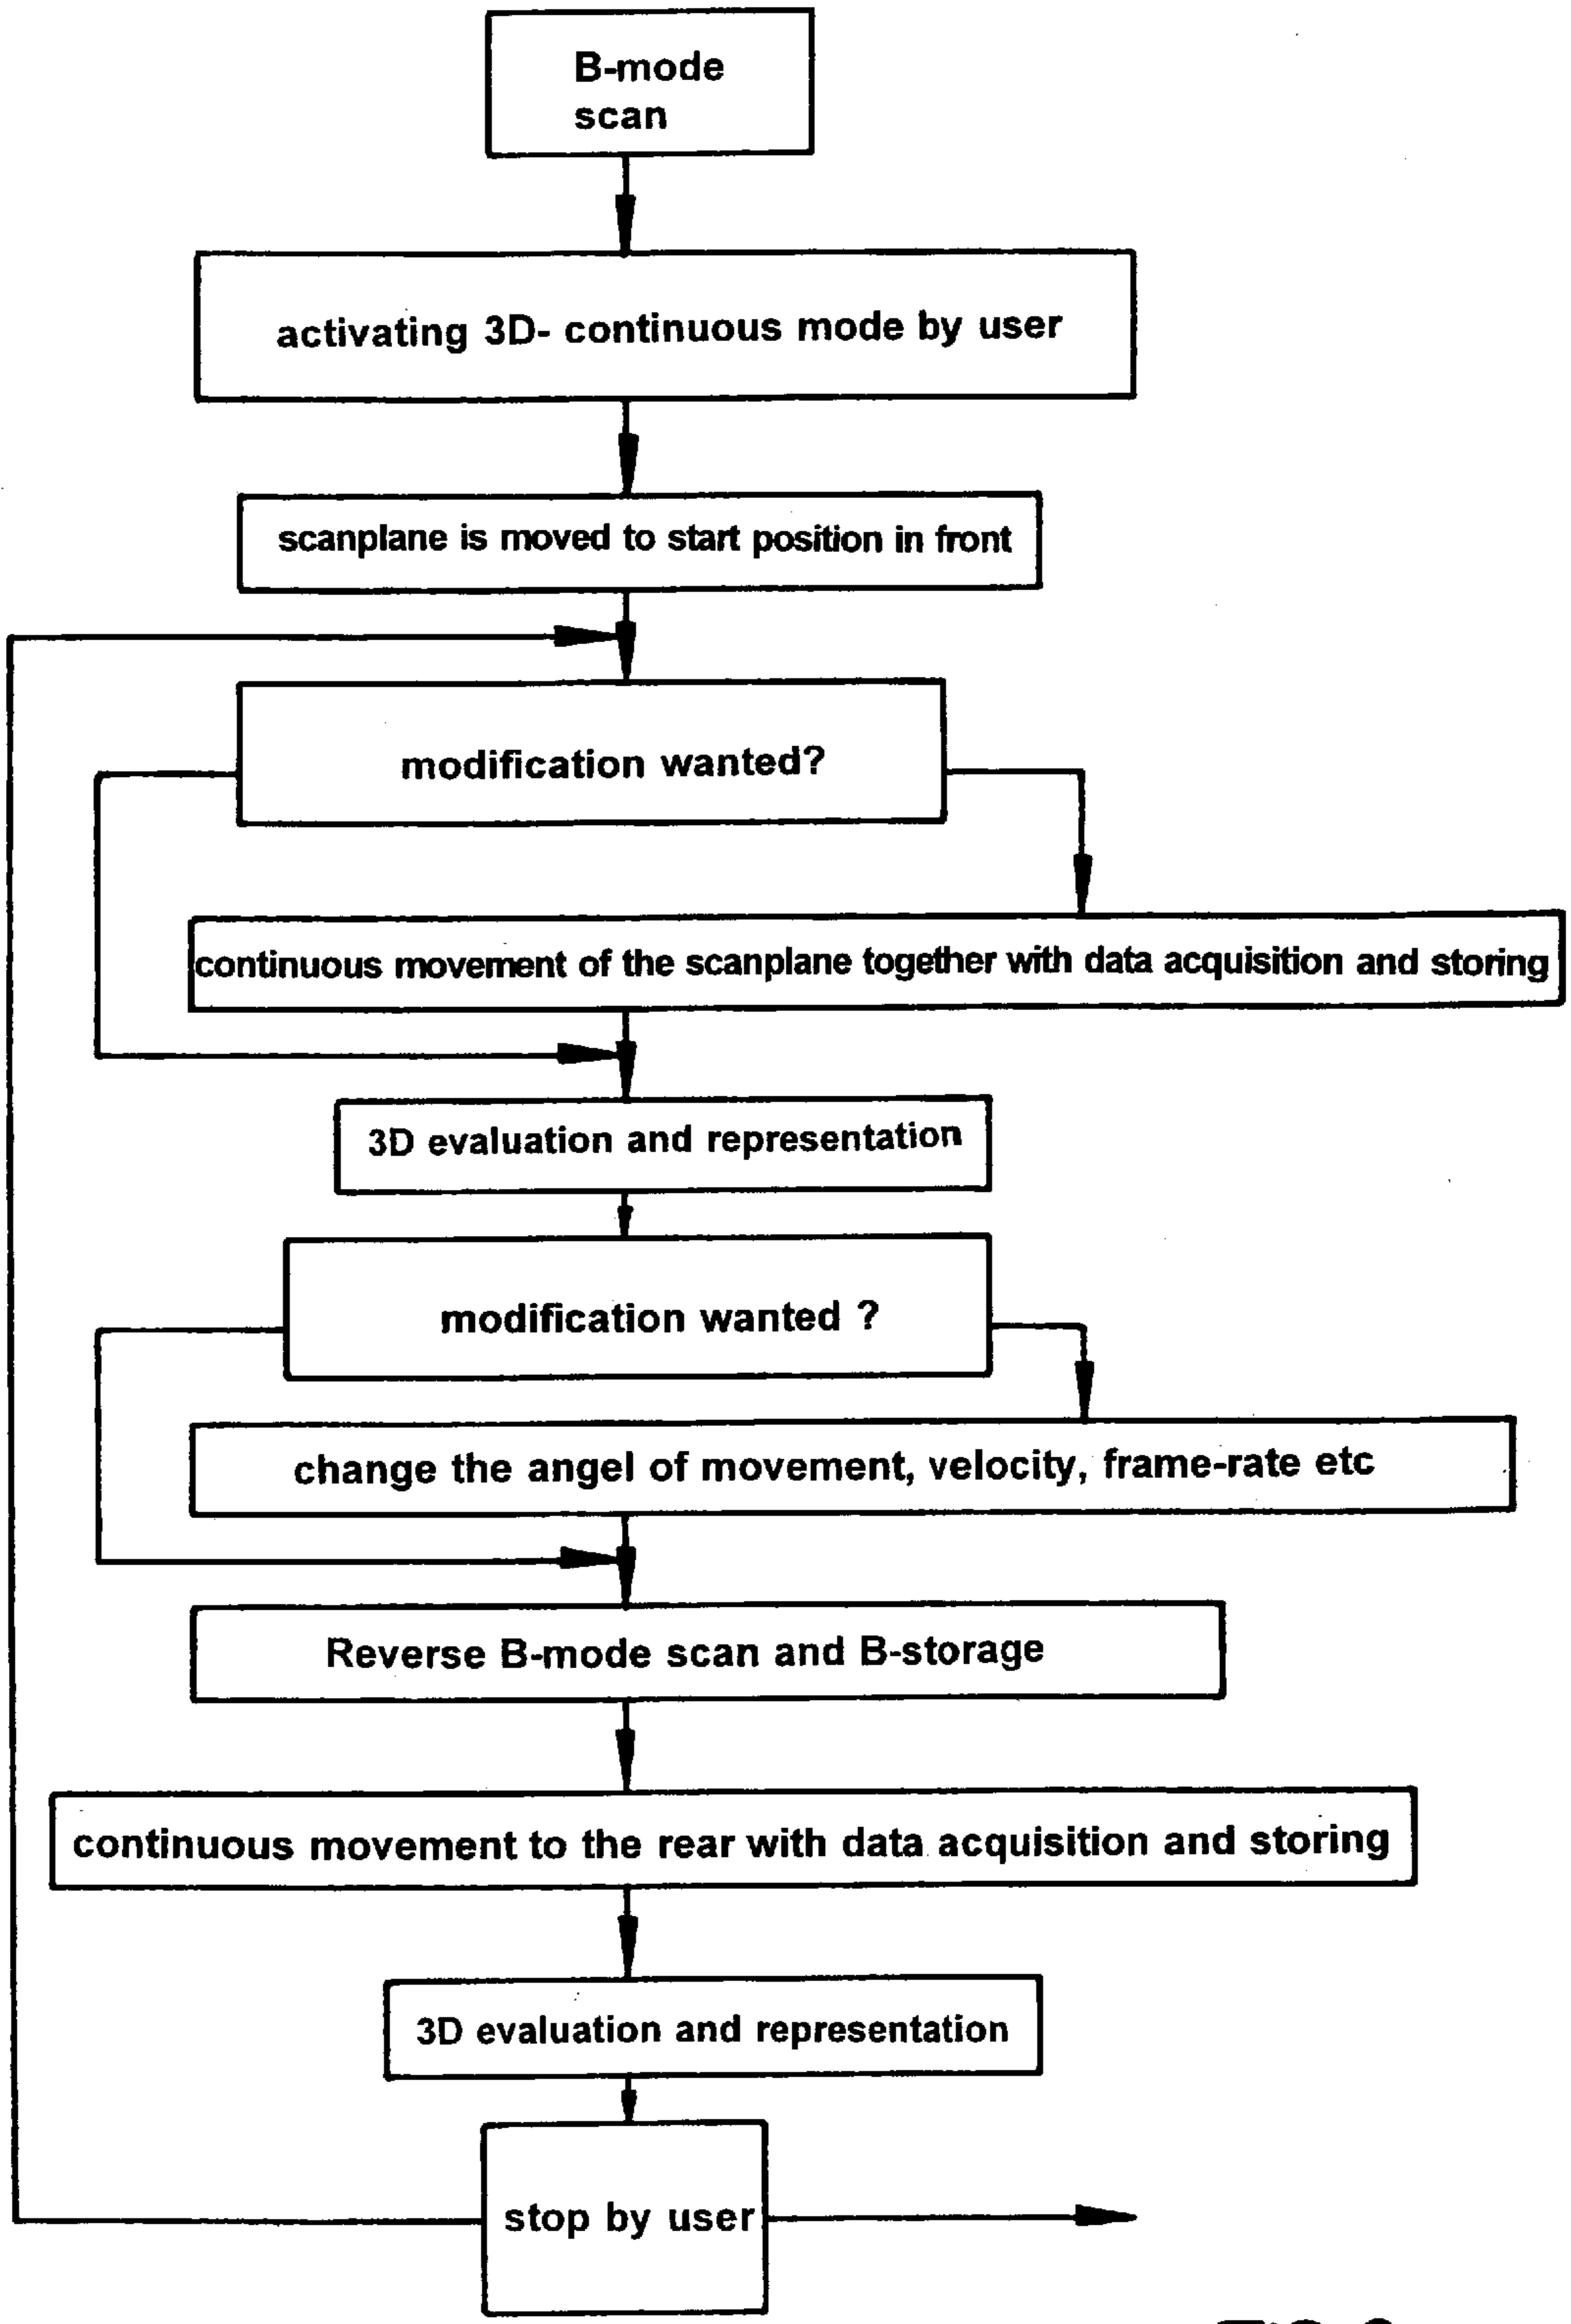 B-mode
scan
activating 3D- continuous mode by user
scanplane is moved to start position in front
modification wanted?
continuous movement of the scanplane together with data acquisition and storing
3D evaluation and representation
modification wanted ?
change the angel of movement, velocity, frame-rate etc
Reverse B-mode scan and B-storage
continuous movement to the rear with data acquisition and storing
3D evaluation and representation
stop by user